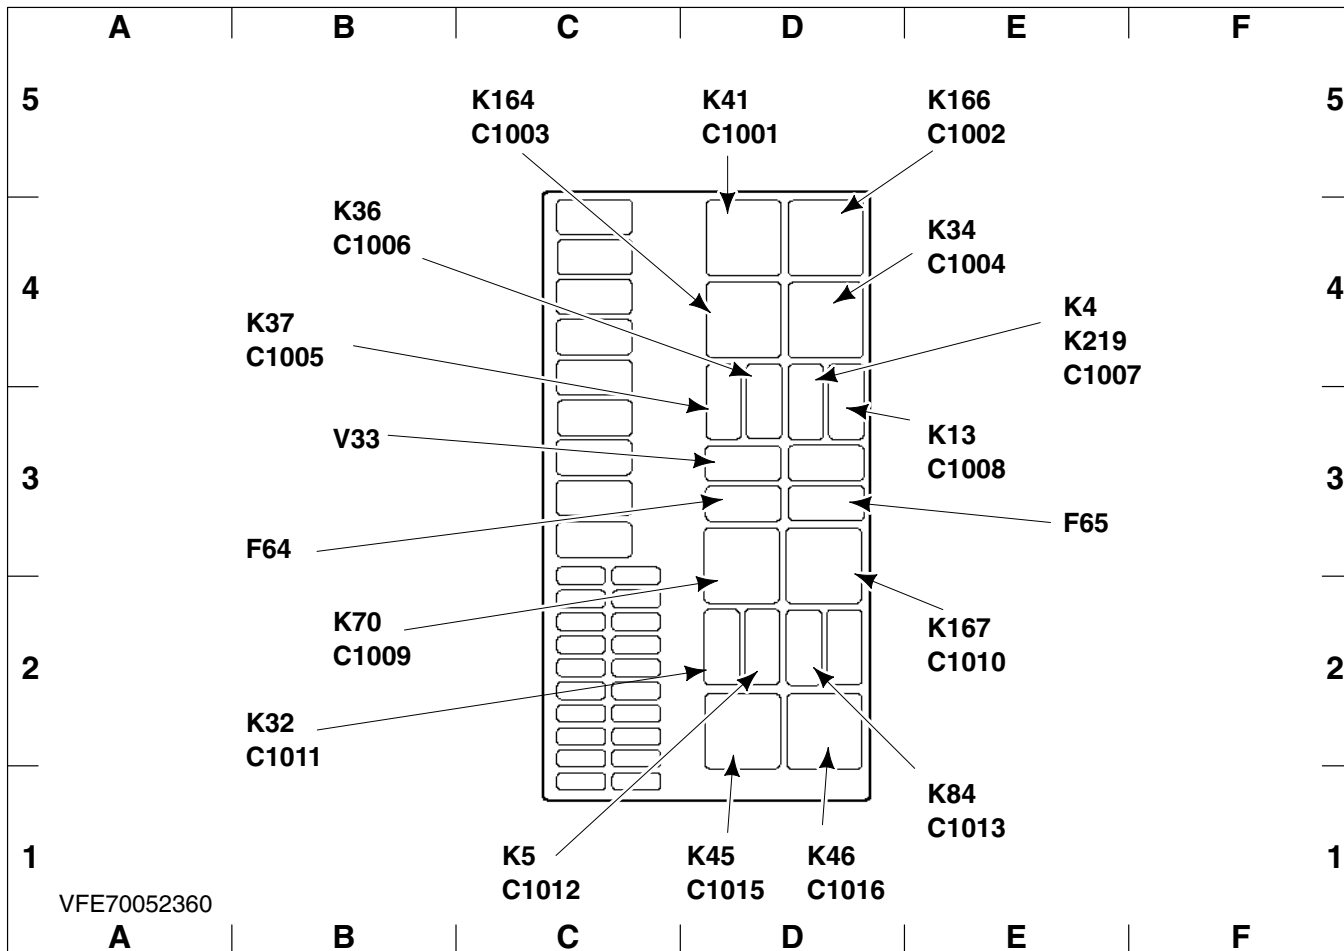 A B C D E F
5 5
K164 K41 K166
C1003 C1001 C1002
K36
C1006
K34
C1004
4 4
K4
K219
C1007
K37
C1005
V33
K13
C1008
3 3
F65
F64
K70
C1009
K167
C1010
2 2
K32
C1011
K84
C1013
1 1
K5 K45 K46
C1012 C1015 C1016
VFE70052360
A B C D E F